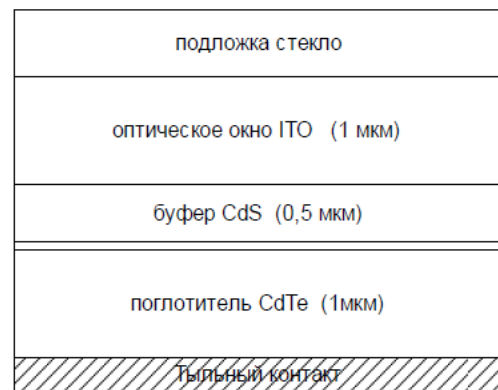 подложка стекло
оптическое окно ITO (1 мкм)
буфер CdS (0,5 мкм)
поглотитель CdTe (1мкм)
Тыльный контакт